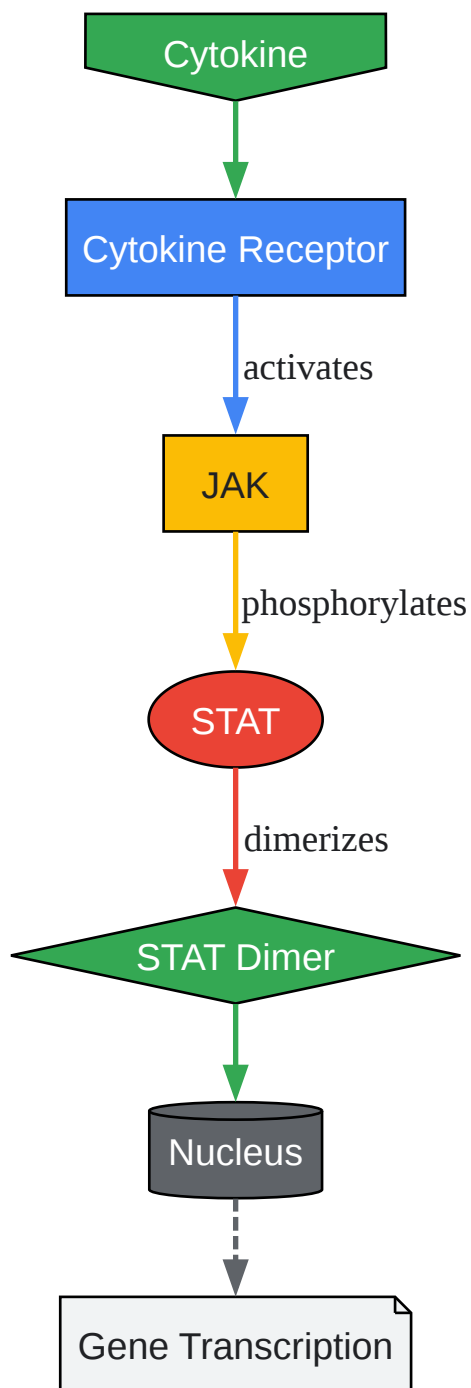 Cytokine
Cytokine Receptor
activates
JAK
phosphorylates
STAT
dimerizes
STAT Dimer
Nucleus
Gene Transcription